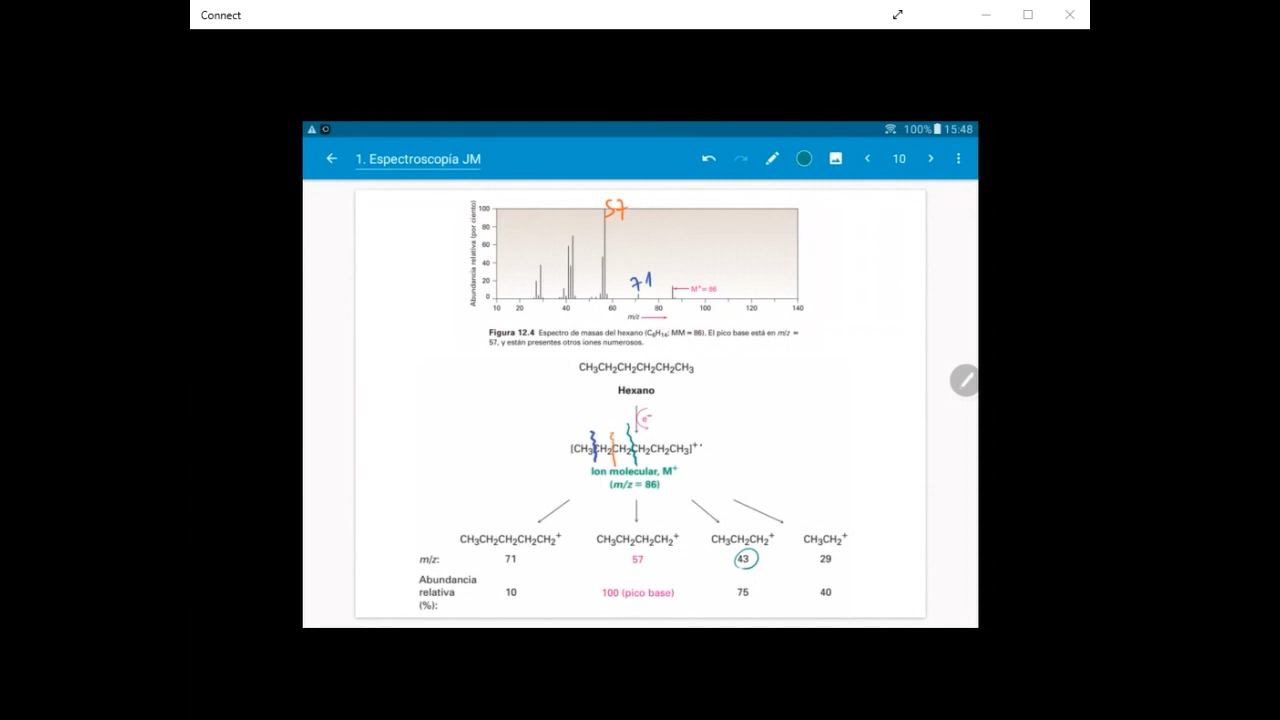 Connect
100% 15:48
1. Espectroscopía JM
10
Abundancia relativa (por ciento)
100
80
60
40
20
0
57
71
M⁺= 86
10 20 40 60 80 100 120 140
m/z
Figura 12.4 Espectro de masas del hexano (C₆H₁₄; MM = 86). El pico base está en m/z =
57, y están presentes otros iones numerosos.
CH₃CH₂CH₂CH₂CH₂CH₃
Hexano
e⁻
[CH₃CH₂CH₂CH₂CH₂CH₃]⁺·
Ion molecular, M⁺
(m/z = 86)
CH₃CH₂CH₂CH₂CH₂⁺ CH₃CH₂CH₂CH₂⁺ CH₃CH₂CH₂⁺ CH₃CH₂⁺
m/z: 71 57 43 29
Abundancia
relativa 10 100 (pico base) 75 40
(%):